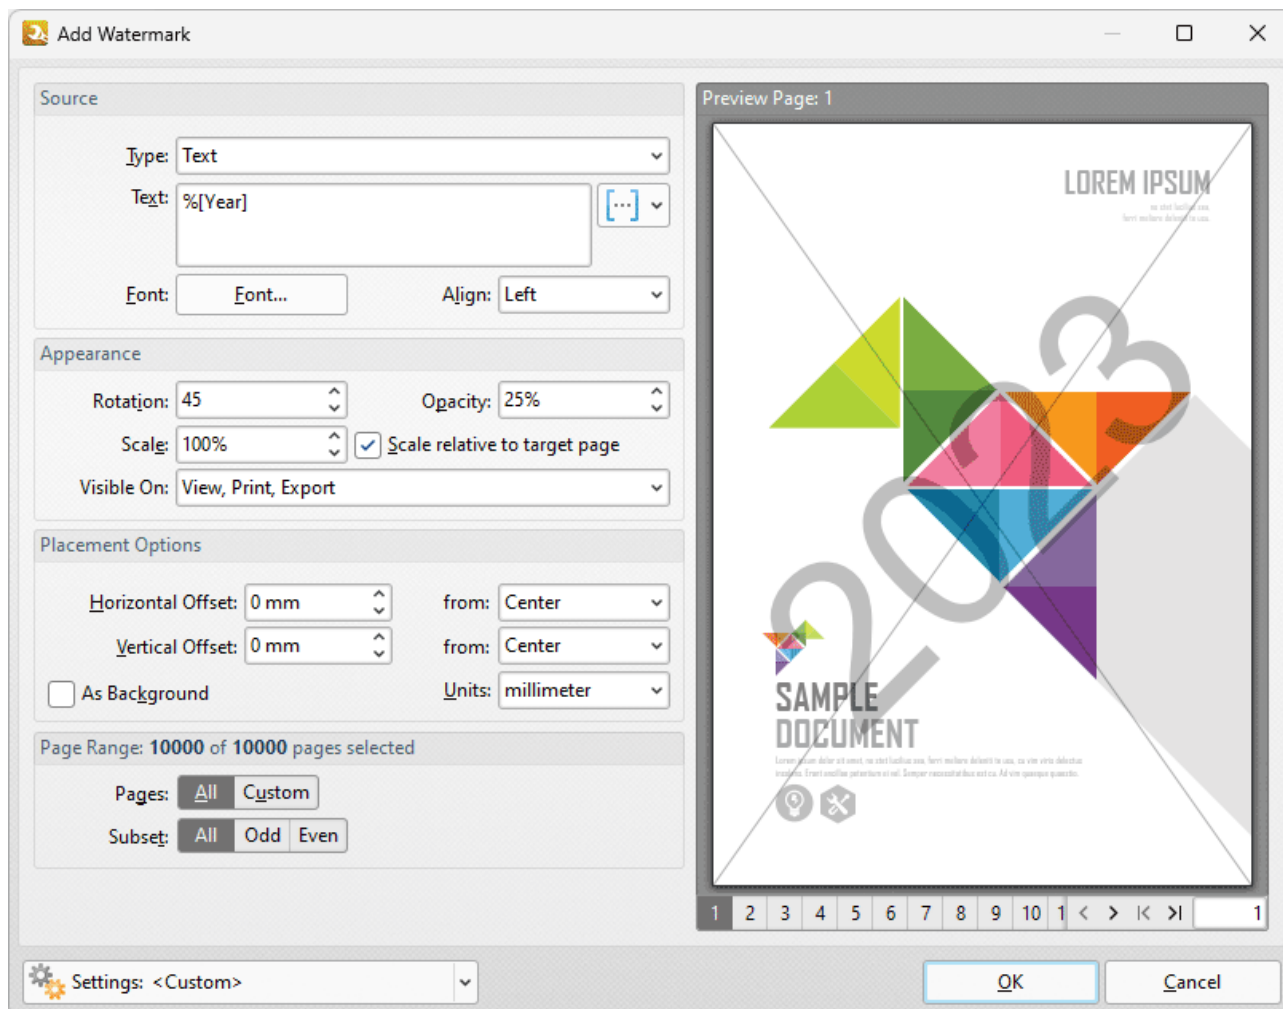 Add Watermark
Source
Type: Text
Text: %[Year]
Font: Font... Align: Left
Appearance
Rotation: 45 Opacity: 25%
Scale: 100% Scale relative to target page
Visible On: View, Print, Export
Placement Options
Horizontal Offset: 0 mm from: Center
Vertical Offset: 0 mm from: Center
As Background Units: millimeter
Page Range: 10000 of 10000 pages selected
Pages: All Custom
Subset: All Odd Even
Preview Page: 1
LOREM IPSUM
2023
SAMPLE
DOCUMENT
1 2 3 4 5 6 7 8 9 10 1 1
Settings: <Custom>
OK Cancel